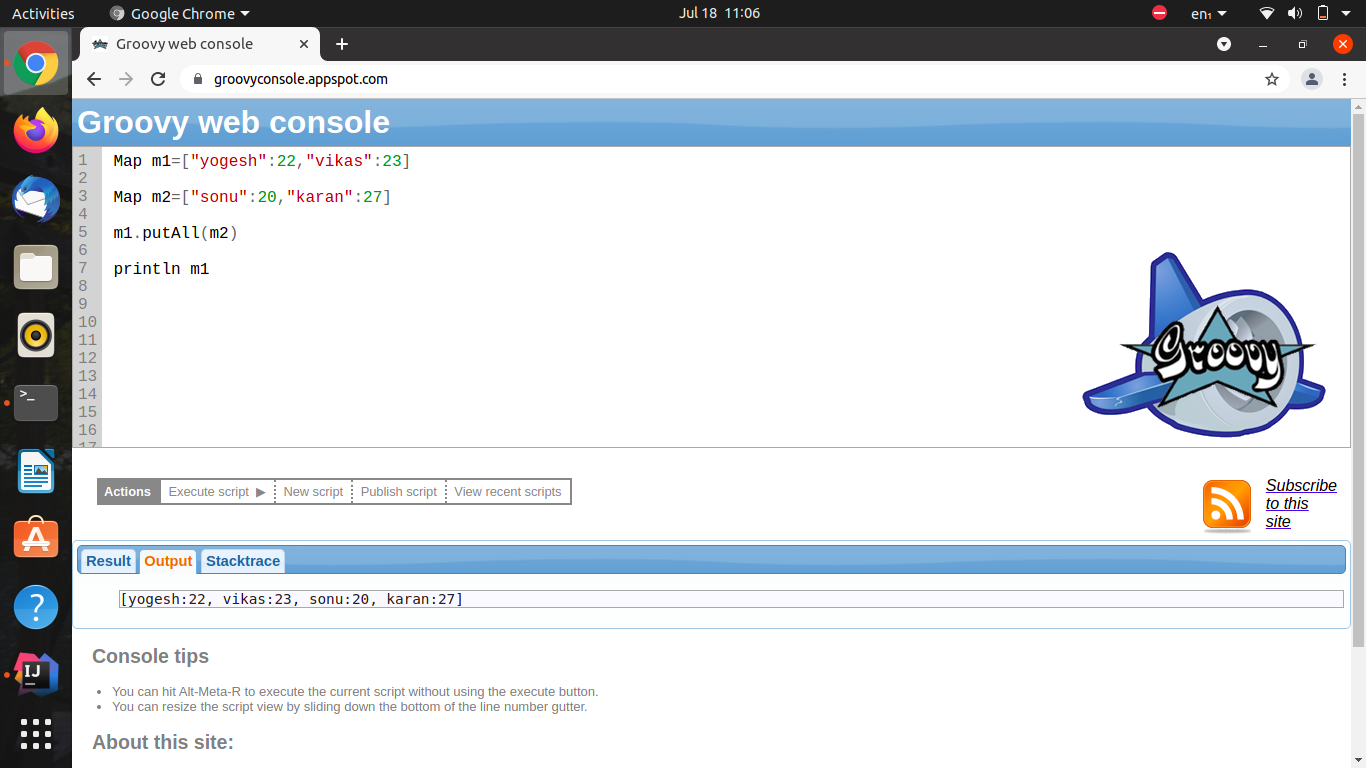 Activities Google Chrome Jul 18 11:06 en₁
Groovy web console
groovyconsole.appspot.com
Groovy web console
1 Map m1=["yogesh":22,"vikas":23]
2
3 Map m2=["sonu":20,"karan":27]
4
5 m1.putAll(m2)
6
7 println m1
8
9
10
11
12
13
14
15
16
17
Groovy
Actions Execute script ▶ New script Publish script View recent scripts
Subscribe
to this
site
Result Output Stacktrace
[yogesh:22, vikas:23, sonu:20, karan:27]
Console tips
• You can hit Alt-Meta-R to execute the current script without using the execute button.
• You can resize the script view by sliding down the bottom of the line number gutter.
About this site:
>_
A
?
IJ